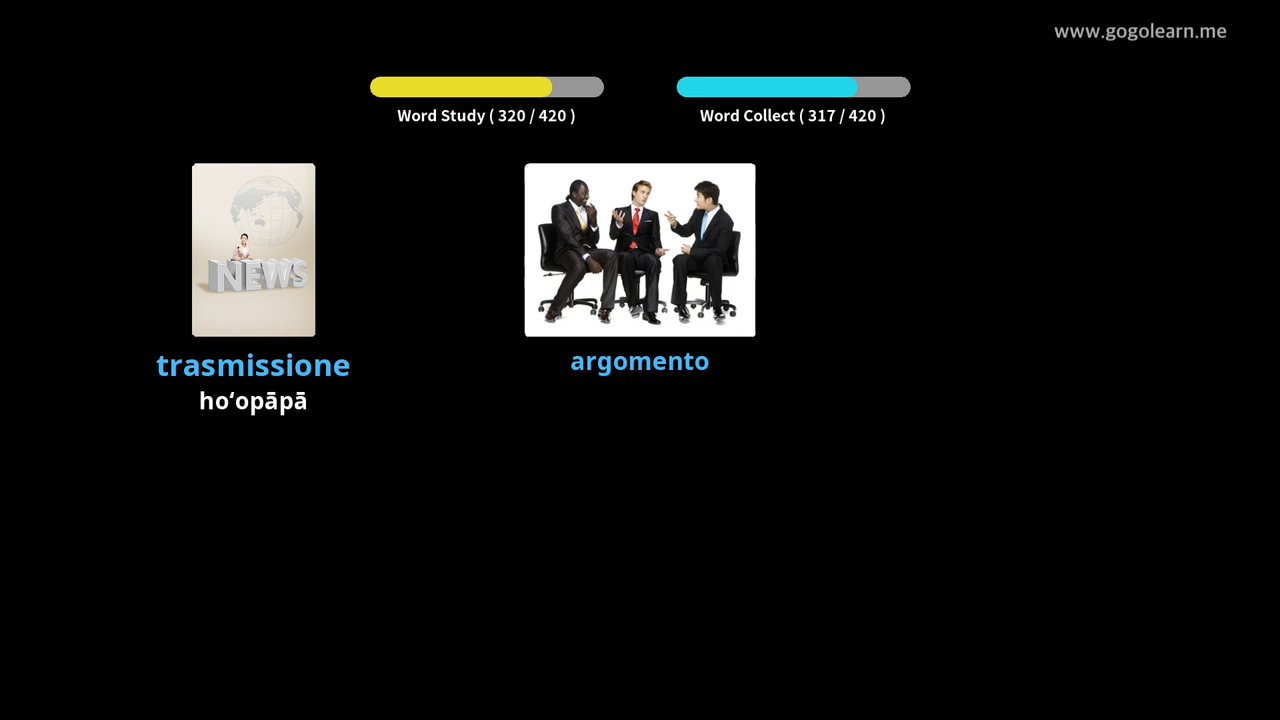 www.gogolearn.me
Word Study ( 320 / 420 )
Word Collect ( 317 / 420 )
NEWS
trasmissione
hoʻopāpā
argomento